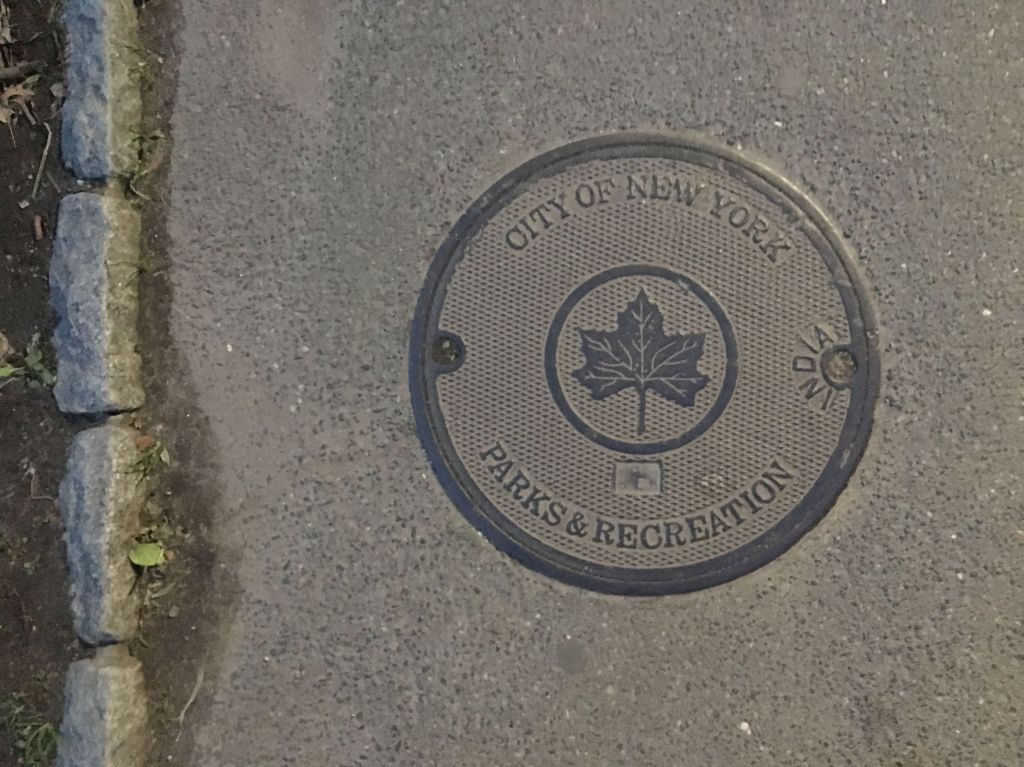 CITY OF NEW YORK
INDIA
PARKS & RECREATION